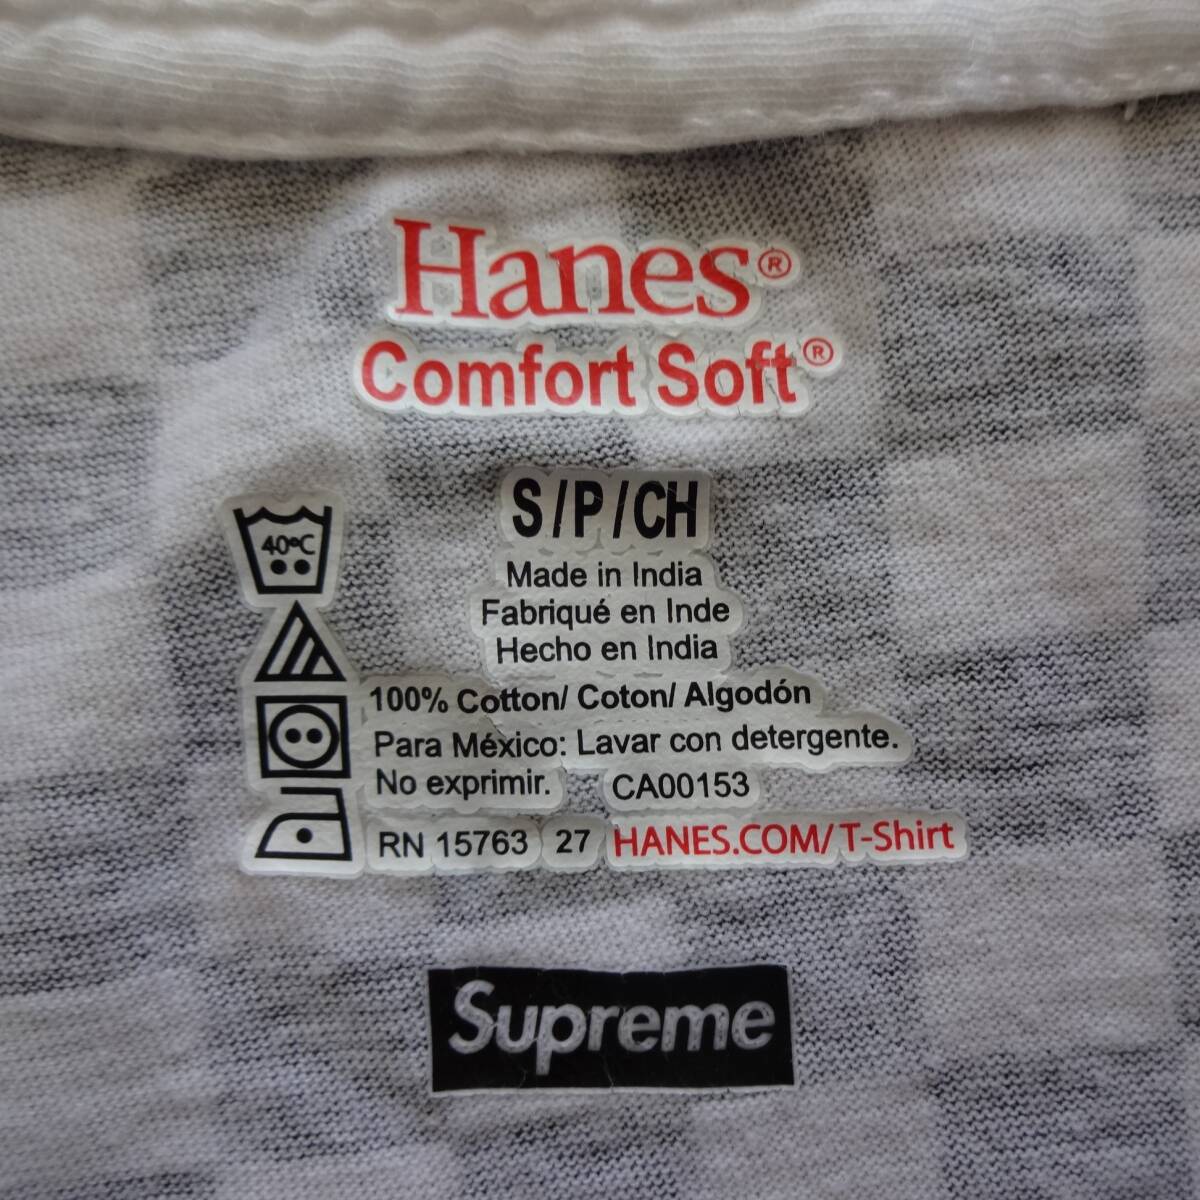 Hanes®
Comfort Soft®
S/P/CH
40°C
Made in India
Fabriqué en Inde
Hecho en India
100% Cotton/ Coton/ Algodón
Para México: Lavar con detergente.
No exprimir. CA00153
RN 15763 27 HANES.COM/T-Shirt
Supreme